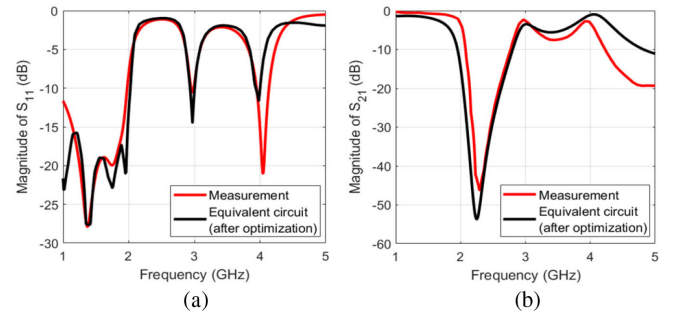 0
-5
-10
-15
-20
-25
-30
Magnitude of S11 (dB)
Measurement
Equivalent circuit
(after optimization)
1 2 3 4 5
Frequency (GHz)
(a)
0
-10
-20
-30
-40
-50
-60
Magnitude of S21 (dB)
Measurement
Equivalent circuit
(after optimization)
1 2 3 4 5
Frequency (GHz)
(b)